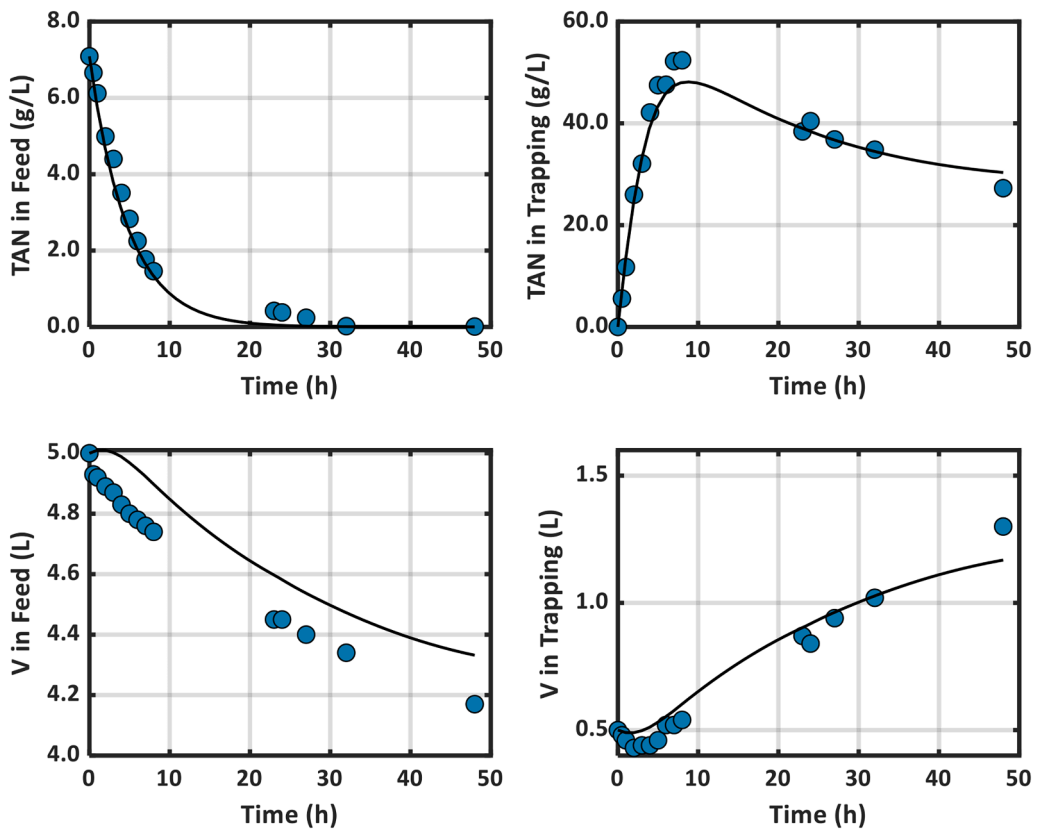 TAN in Feed (g/L)
8.0
6.0
4.0
2.0
0.0
0 10 20 30 40 50
Time (h)
TAN in Trapping (g/L)
60.0
40.0
20.0
0.0
0 10 20 30 40 50
Time (h)
V in Feed (L)
5.0
4.8
4.6
4.4
4.2
4.0
0 10 20 30 40 50
Time (h)
V in Trapping (L)
1.5
1.0
0.5
0 10 20 30 40 50
Time (h)